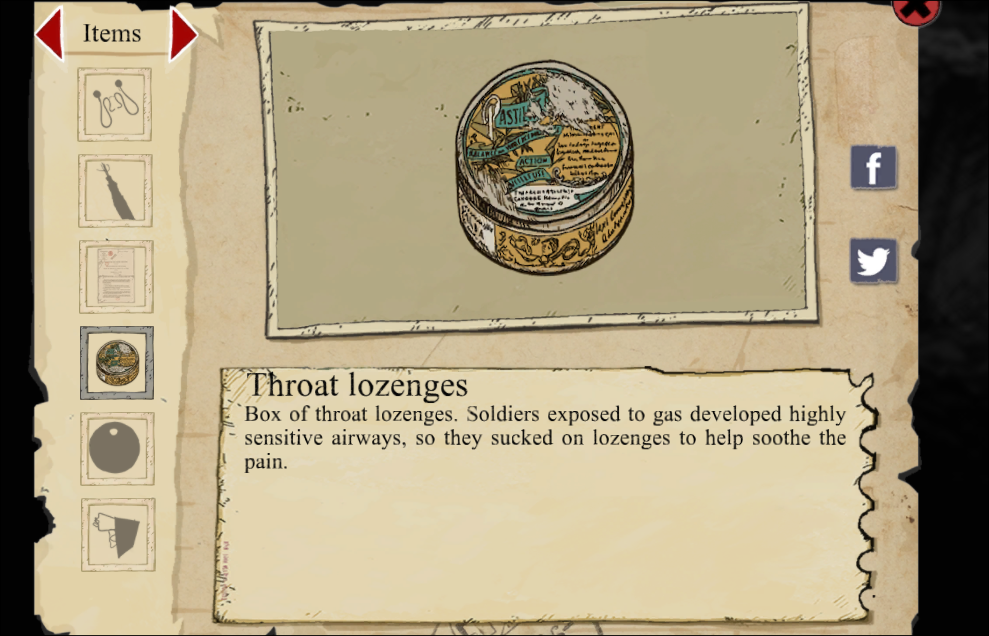 Items
ACTION
Throat lozenges
Box of throat lozenges. Soldiers exposed to gas developed highly
sensitive airways, so they sucked on lozenges to help soothe the
pain.